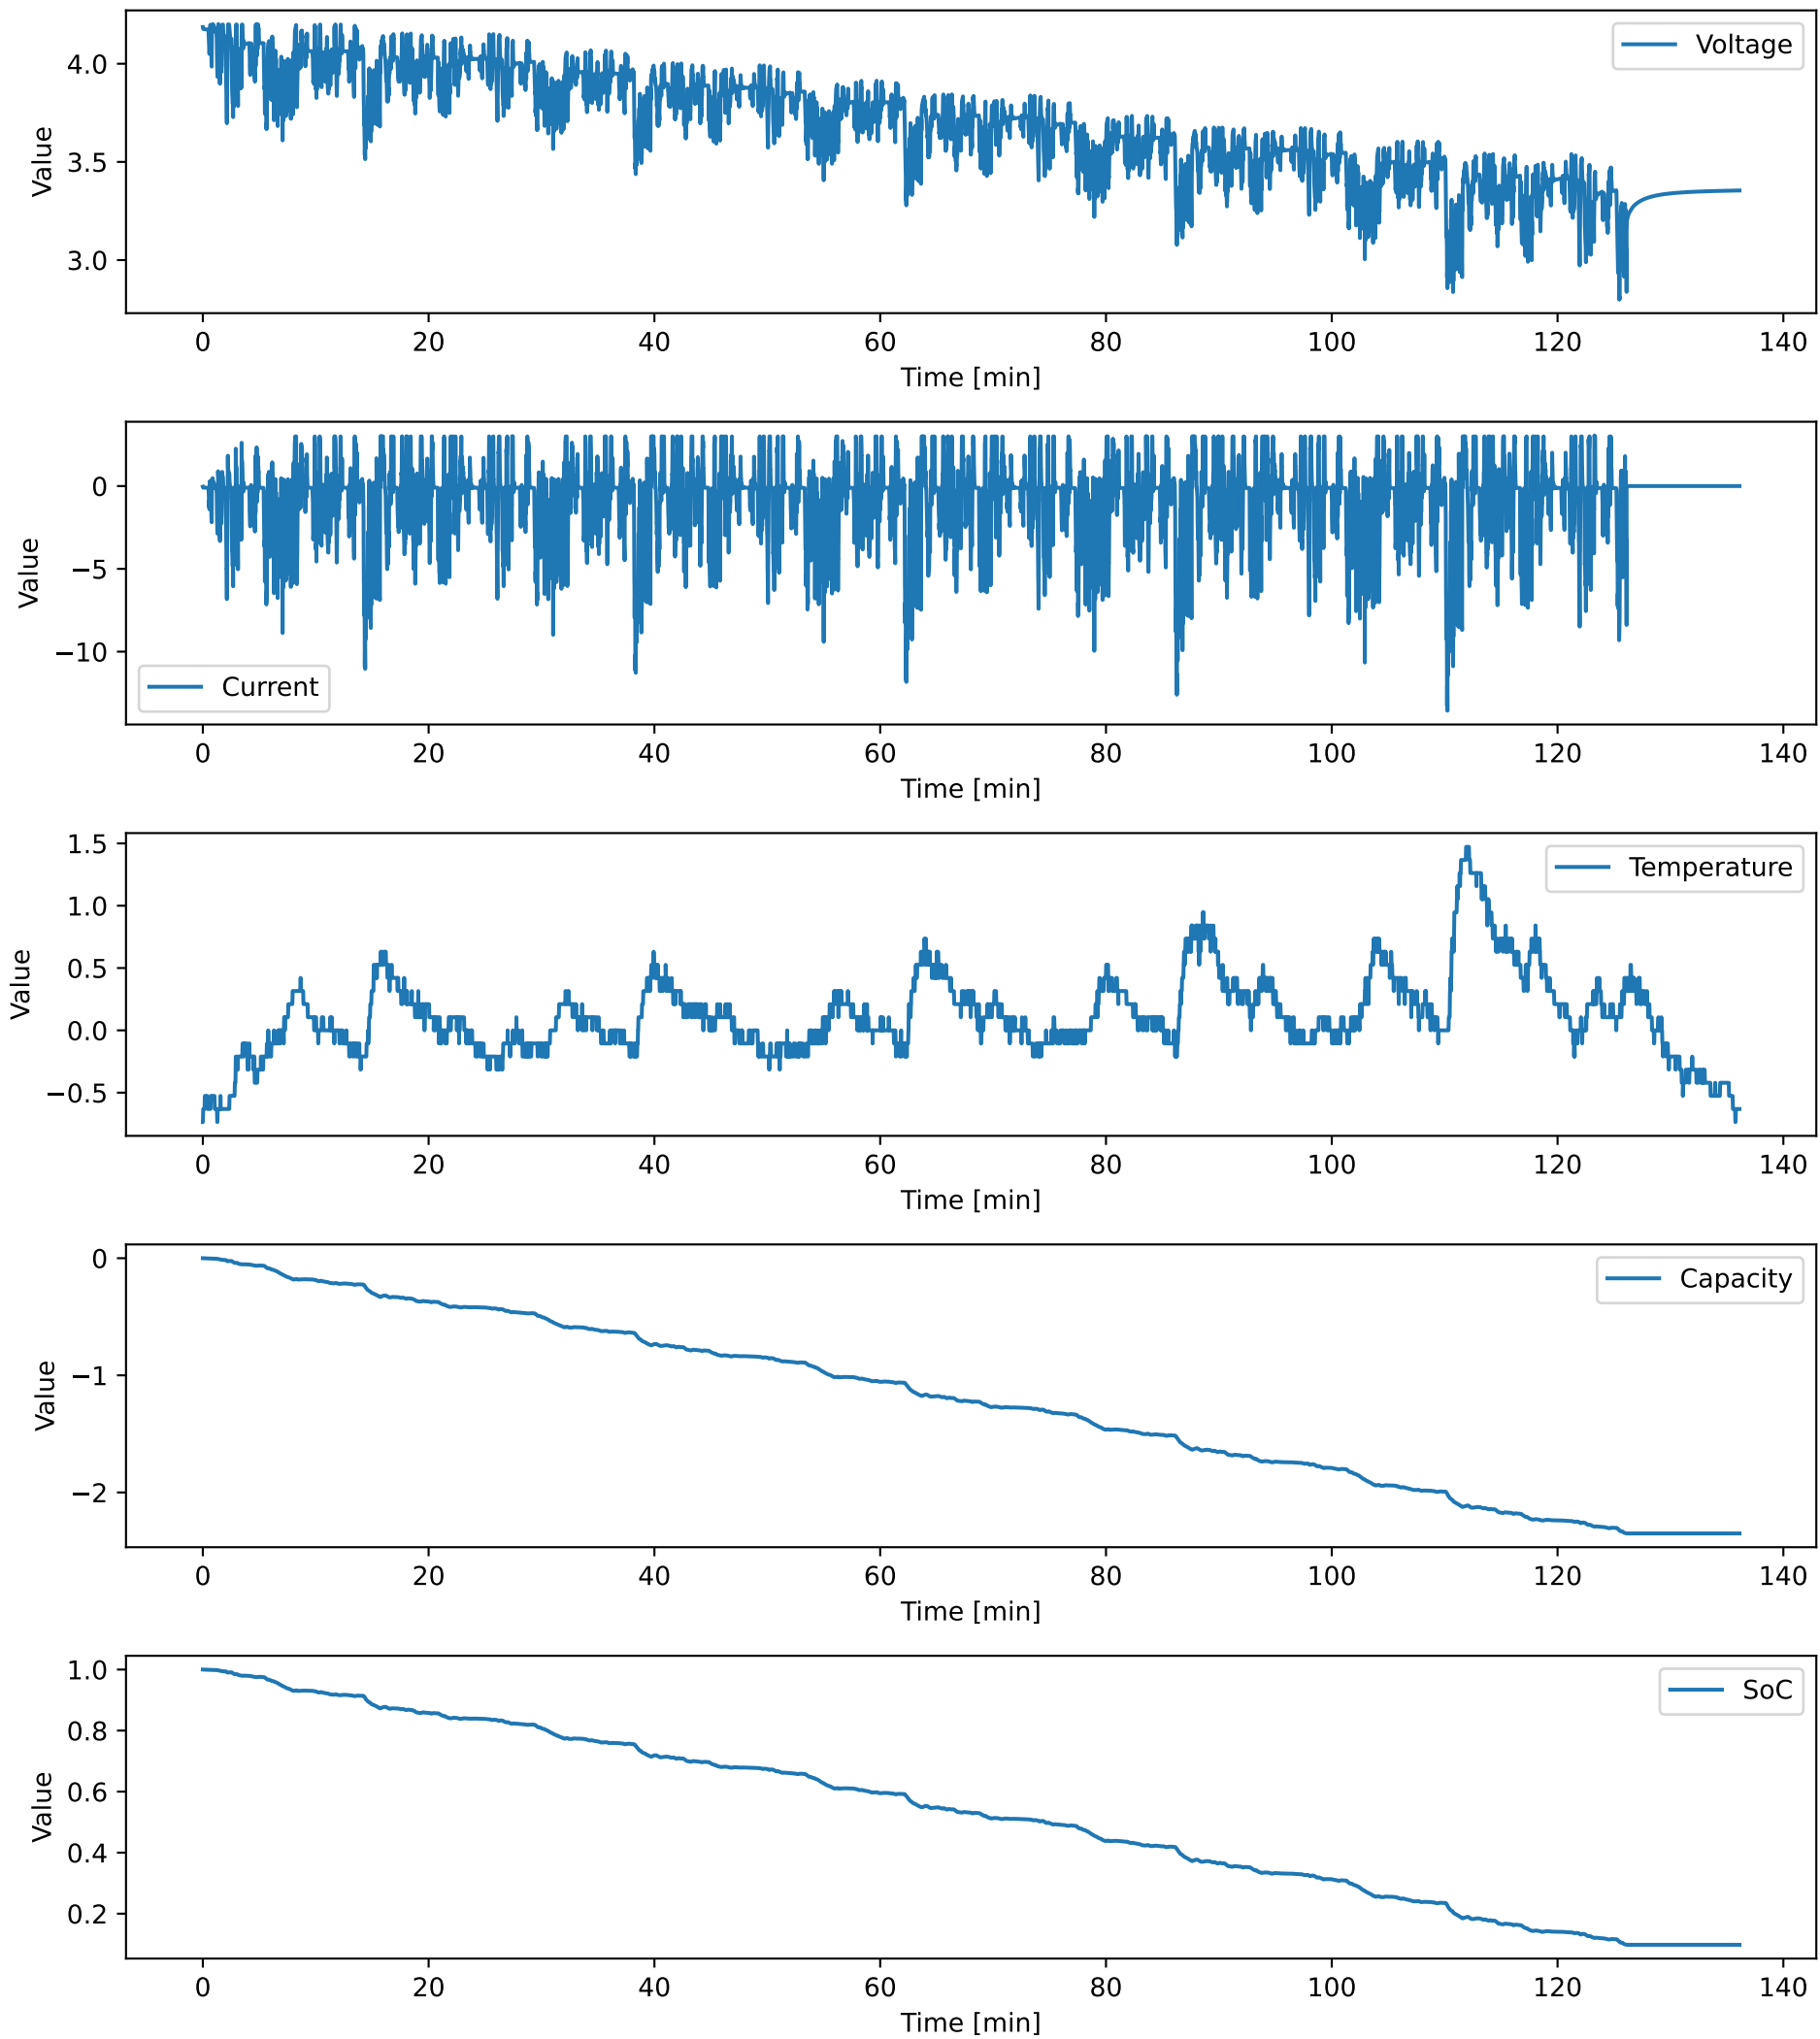 4.0
3.5
3.0
Value
Voltage
0 20 40 60 80 100 120 140
Time [min]
0
−5
−10
Value
Current
0 20 40 60 80 100 120 140
Time [min]
1.5
1.0
0.5
0.0
−0.5
Value
Temperature
0 20 40 60 80 100 120 140
Time [min]
0
−1
−2
Value
Capacity
0 20 40 60 80 100 120 140
Time [min]
1.0
0.8
0.6
0.4
0.2
Value
SoC
0 20 40 60 80 100 120 140
Time [min]